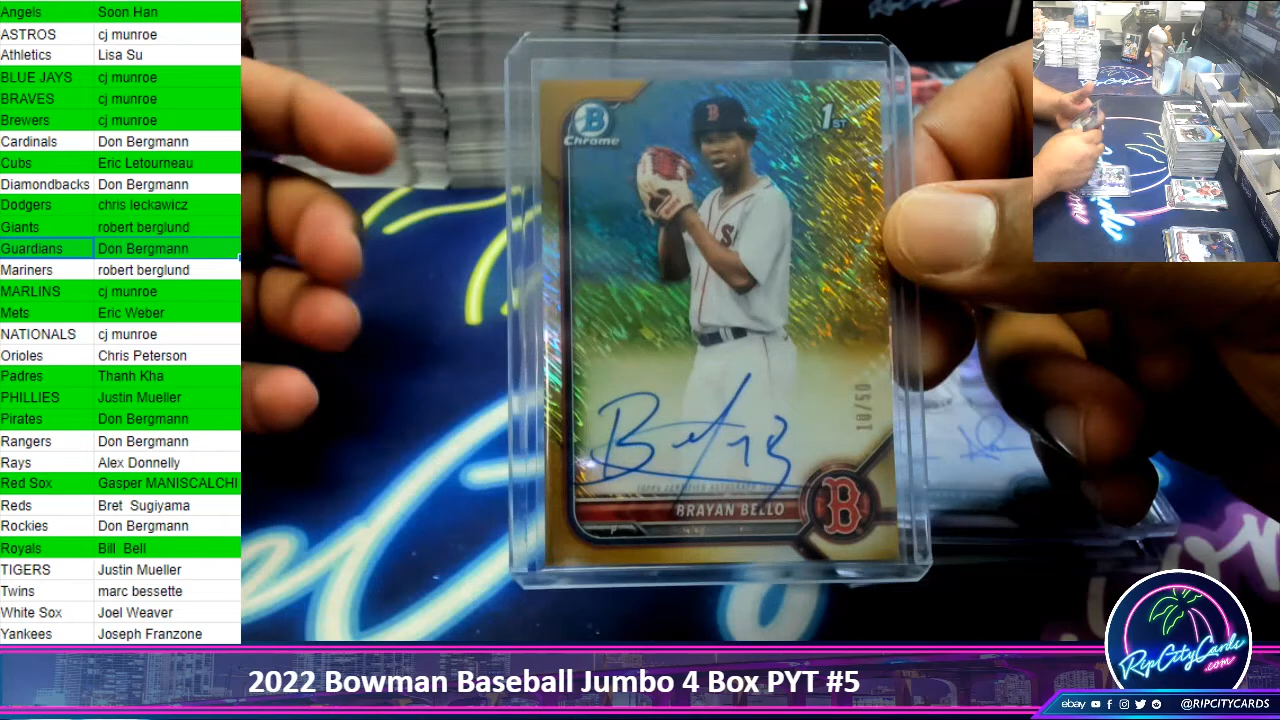 Angels Soon Han
ASTROS cj munroe
Athletics Lisa Su
BLUE JAYS cj munroe
BRAVES cj munroe
Brewers cj munroe
Cardinals Don Bergmann
Cubs Eric Letourneau
Diamondbacks Don Bergmann
Dodgers chris leckawicz
Giants robert berglund
Guardians Don Bergmann
Mariners robert berglund
MARLINS cj munroe
Mets Eric Weber
NATIONALS cj munroe
Orioles Chris Peterson
Padres Thanh Kha
PHILLIES Justin Mueller
Pirates Don Bergmann
Rangers Don Bergmann
Rays Alex Donnelly
Red Sox Gasper MANISCALCHI
Reds Bret Sugiyama
Rockies Don Bergmann
Royals Bill Bell
TIGERS Justin Mueller
Twins marc bessette
White Sox Joel Weaver
Yankees Joseph Franzone
B
Chrome
1ST
B
18/50
TOPPS CERTIFIED AUTOGRAPH
BRAYAN BELLO
P
B
RipCityCards
.com
2022 Bowman Baseball Jumbo 4 Box PYT #5
ebay @RIPCITYCARDS